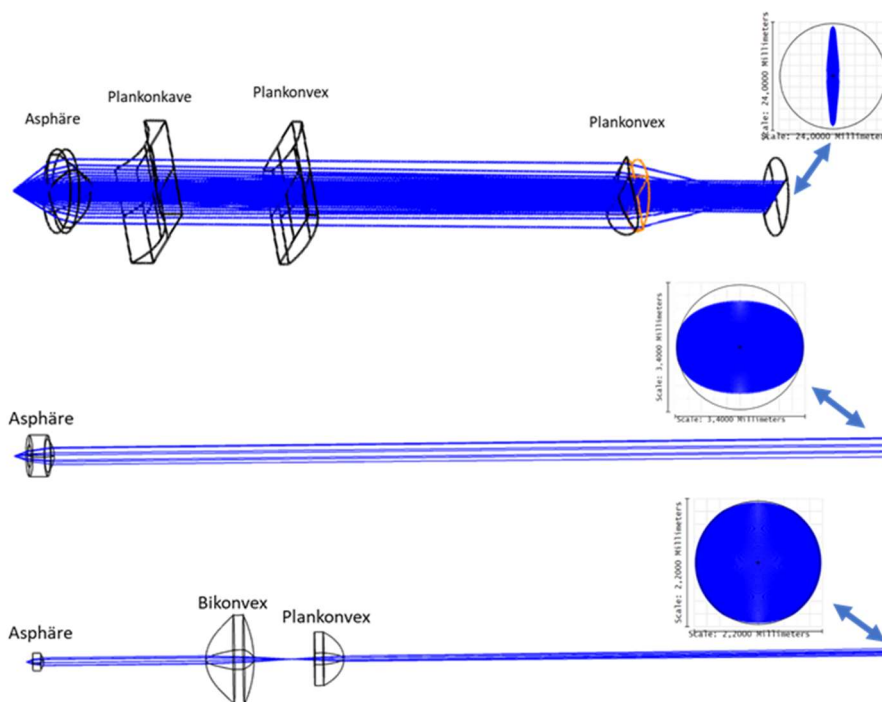 Scale: 24,0000 Millimeters
Scale: 24,0000 Millimeters
Asphäre
Plankonkave
Plankonvex
Plankonvex
Scale: 3,4000 Millimeters
Scale: 3,4000 Millimeters
Asphäre
Scale: 2,2000 Millimeters
Scale: 2,2000 Millimeters
Asphäre
Bikonvex
Plankonvex